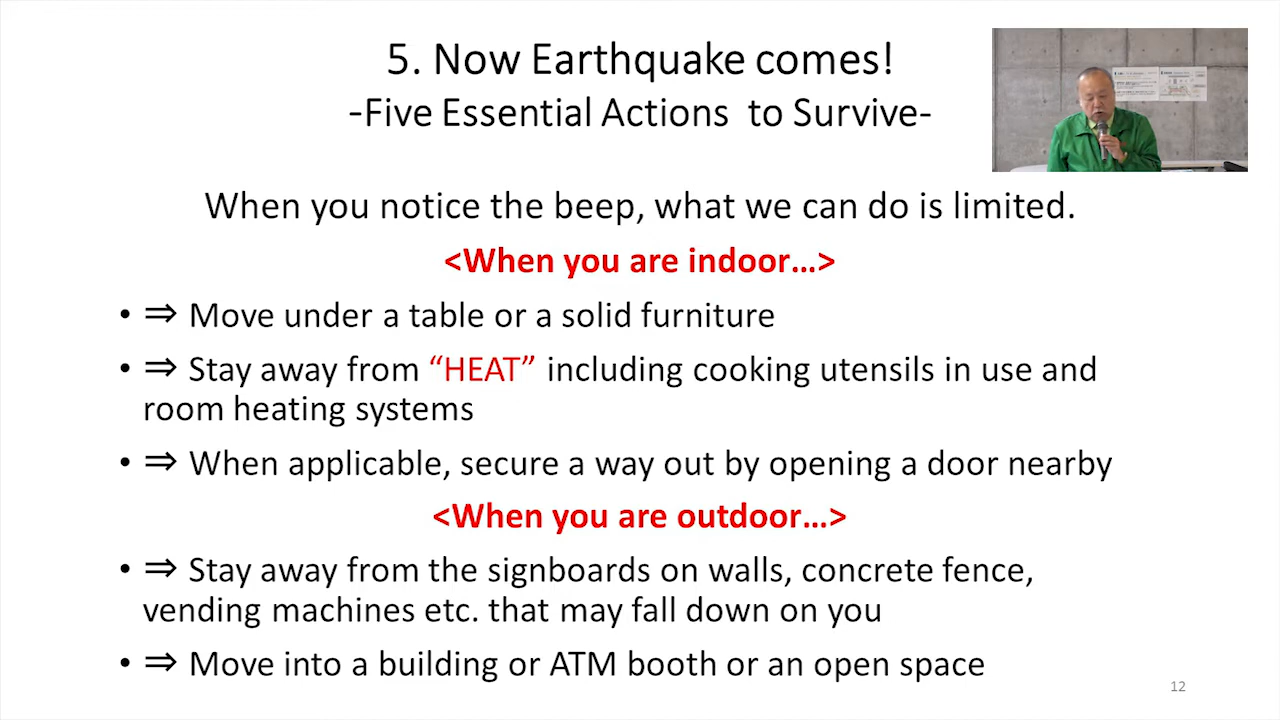 5. Now Earthquake comes!
-Five Essential Actions to Survive-
When you notice the beep, what we can do is limited.
<When you are indoor…>
• ⇒ Move under a table or a solid furniture
• ⇒ Stay away from “HEAT” including cooking utensils in use and
room heating systems
• ⇒ When applicable, secure a way out by opening a door nearby
<When you are outdoor…>
• ⇒ Stay away from the signboards on walls, concrete fence,
vending machines etc. that may fall down on you
• ⇒ Move into a building or ATM booth or an open space
12